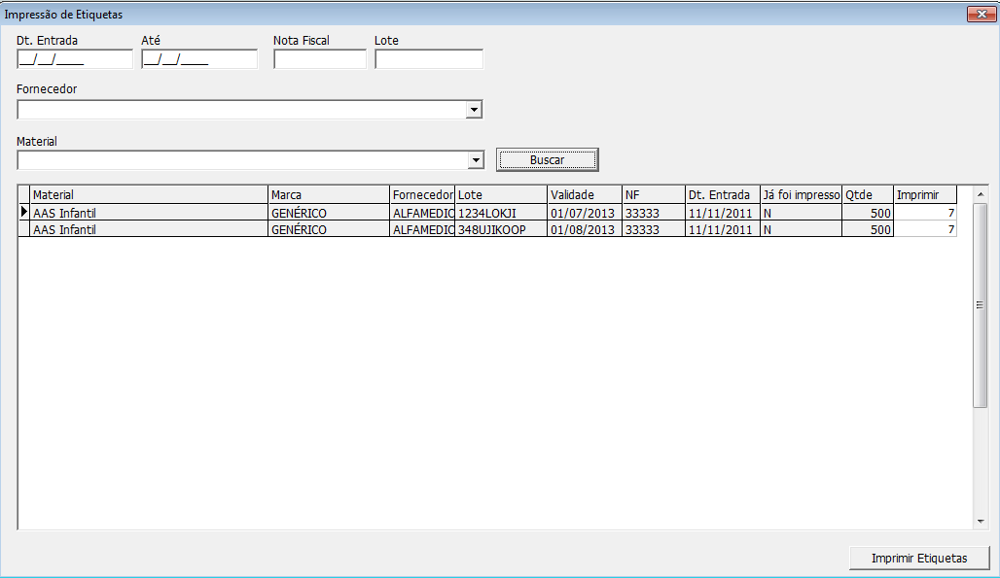 Impressão de Etiquetas
Dt. Entrada Até Nota Fiscal Lote
__/__/____ __/__/____
Fornecedor
Material
Buscar
Material Marca Fornecedor Lote Validade NF Dt. Entrada Já foi impresso Qtde Imprimir
AAS Infantil GENÉRICO ALFAMEDIC 1234LOKJI 01/07/2013 33333 11/11/2011 N 500 7
AAS Infantil GENÉRICO ALFAMEDIC 348UJIKOOP 01/08/2013 33333 11/11/2011 N 500 7
Imprimir Etiquetas